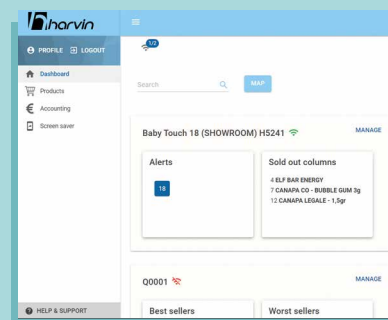 harvin
1/2
PROFILE LOGOUT
Dashboard
Products
Accounting
Screen saver
HELP & SUPPORT
Search
MAP
Baby Touch 18 (SHOWROOM) H5241
MANAGE
Alerts
18
Sold out columns
4 ELF BAR ENERGY
7 CANAPA CO - BUBBLE GUM 3g
12 CANAPA LEGALE - 1,5gr
Q0001
MANAGE
Best sellers
Worst sellers